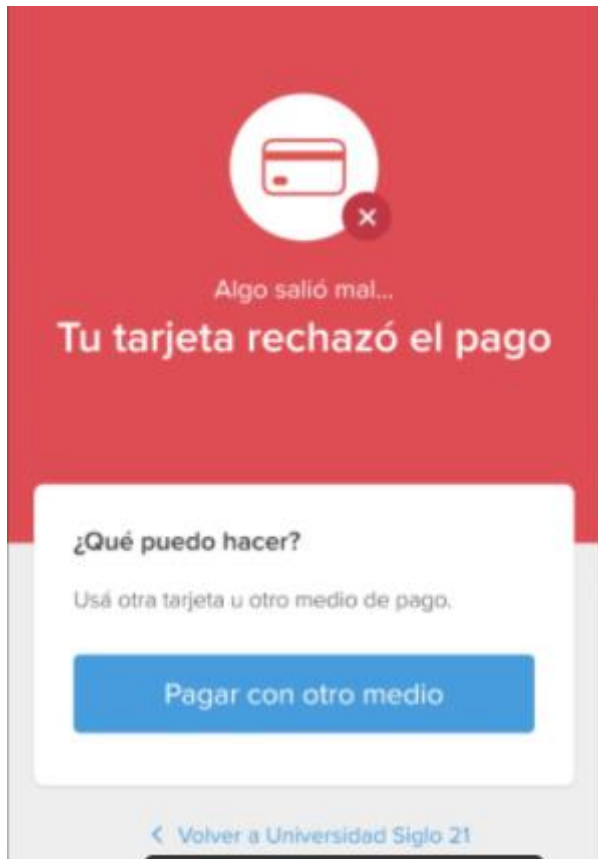 Algo salió mal...
Tu tarjeta rechazó el pago
¿Qué puedo hacer?
Usá otra tarjeta u otro medio de pago.
Pagar con otro medio
< Volver a Universidad Siglo 21